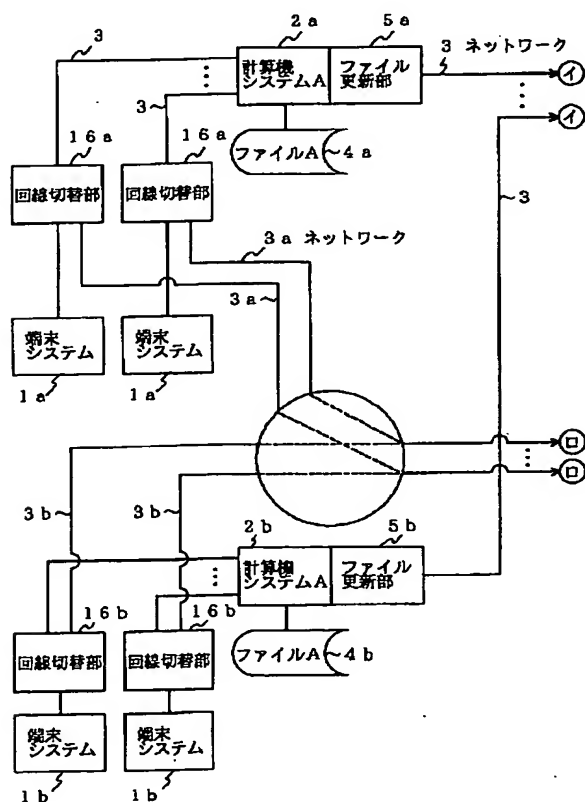 2a
5a
3
計算機
システムA
ファイル
更新部
3 ネットワーク
イ
イ
3
16a
16a
ファイルA
4a
3
回線切替部
回線切替部
3a ネットワーク
3a
端末
システム
端末
システム
1a
1a
ロ
ロ
3b
3b
2b
5b
計算機
システムA
ファイル
更新部
16b
16b
回線切替部
回線切替部
ファイルA
4b
端末
システム
端末
システム
1b
1b